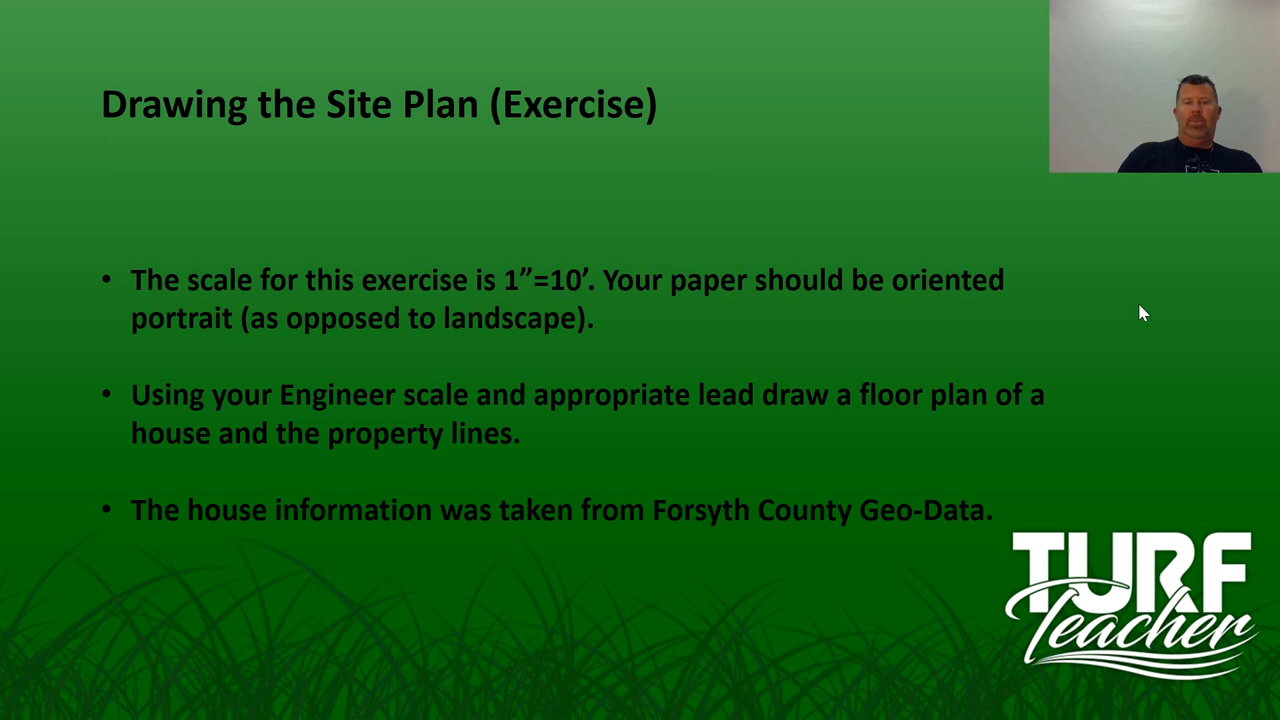 Drawing the Site Plan (Exercise)
• The scale for this exercise is 1”=10’. Your paper should be oriented
portrait (as opposed to landscape).
• Using your Engineer scale and appropriate lead draw a floor plan of a
house and the property lines.
• The house information was taken from Forsyth County Geo-Data.
TURF
Teacher